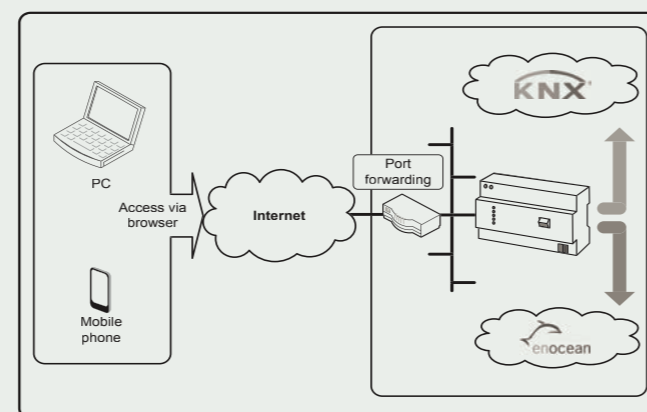 PC
Access via
browser
Mobile
phone
Internet
Port
forwarding
KNX®
enocean